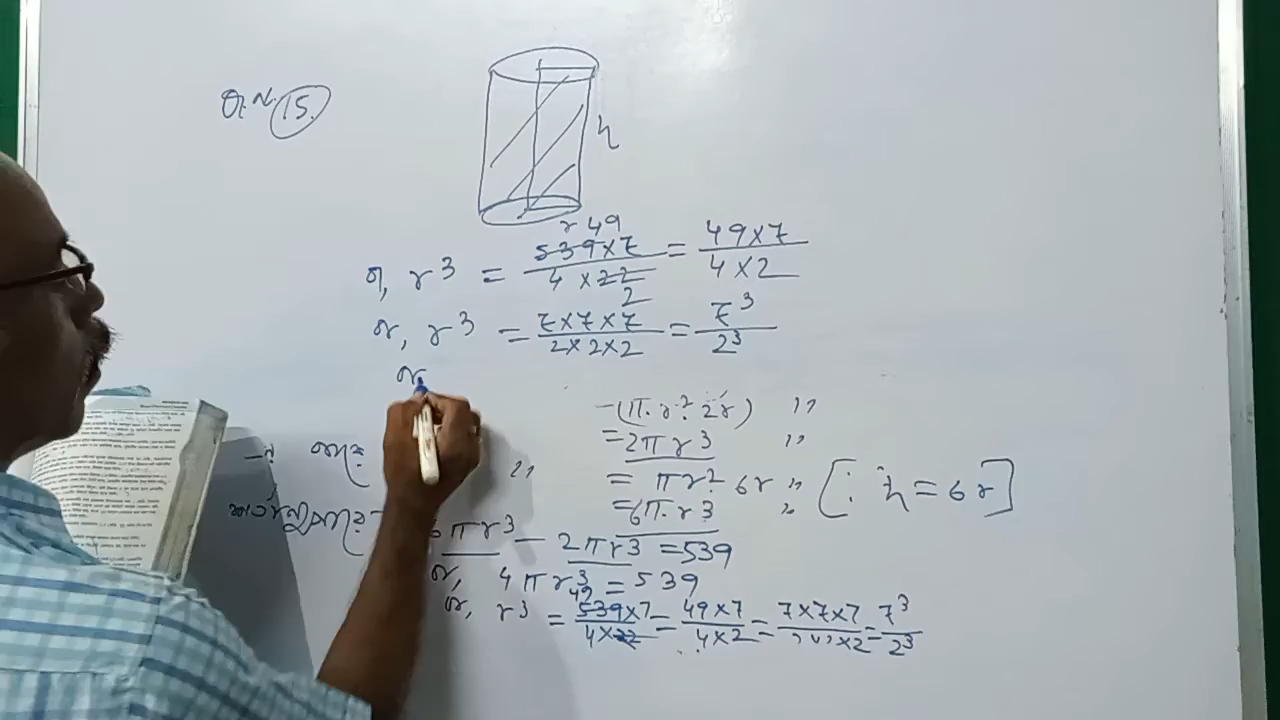 15.
h
বা, r³ = 539×7 / 4×22 = 49×7 / 4×2
49
2
বা, r³ = 7×7×7 / 2×2×2 = 7³ / 2³
বা
(π.r².2r) ,,
= 2πr³ ,,
= πr² 6r ,, [∵ h = 6r]
= 6π.r³ ,,
6πr³ − 2πr³ = 539
বা, 4πr³ = 539
বা, r³ = 539×7 / 4×22 = 49×7 / 4×2 = 7×7×7 / 2×2×2 = 7³ / 2³
49